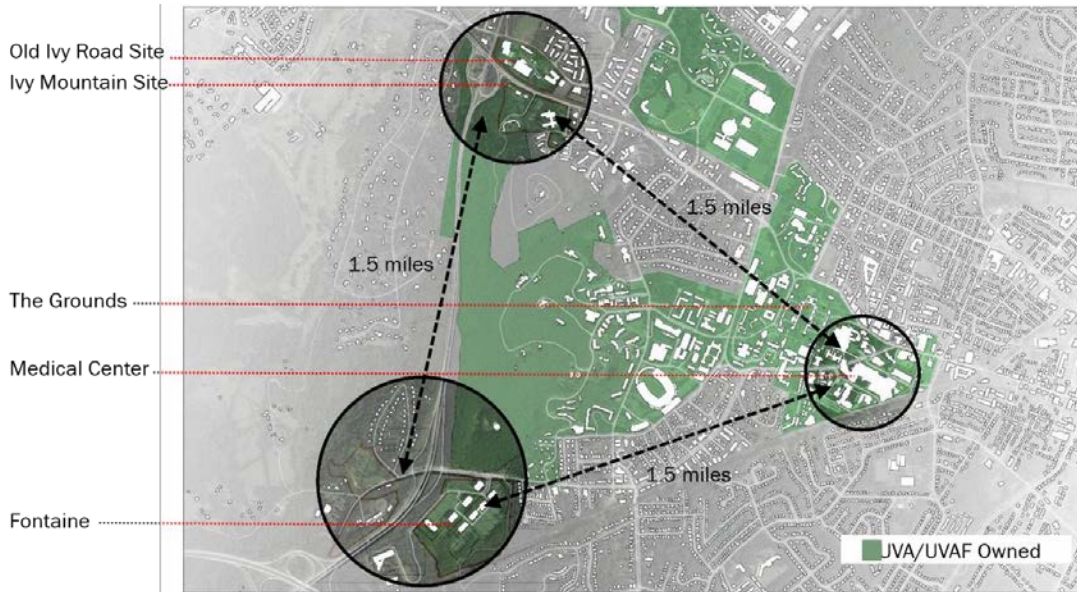 Old Ivy Road Site
Ivy Mountain Site
1.5 miles
1.5 miles
The Grounds
Medical Center
1.5 miles
Fontaine
UVA/UVAF Owned